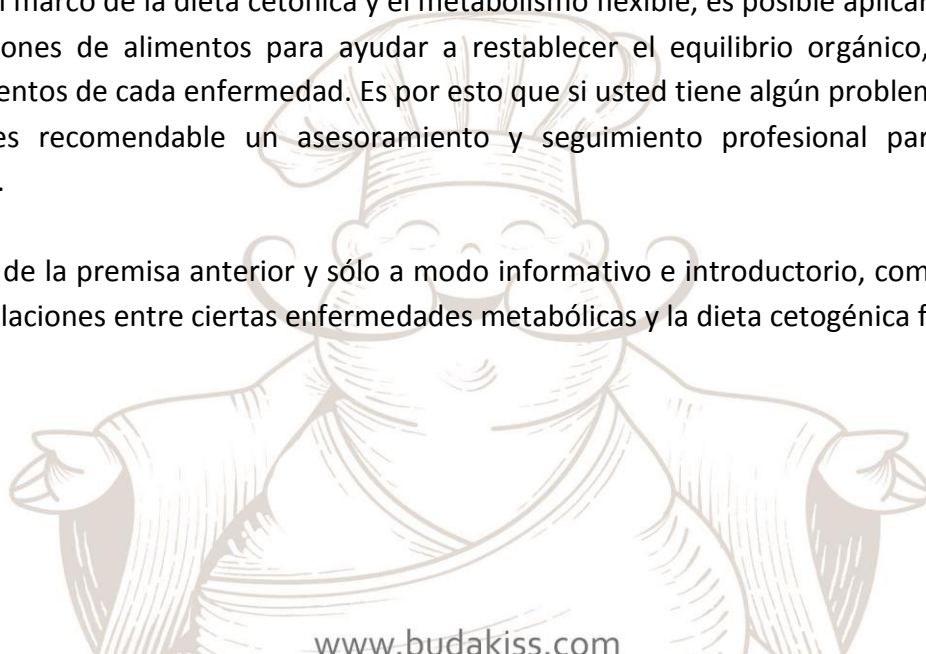 marco de la dieta cetónica y el metabolismo flexible, es posible aplicar
ones de alimentos para ayudar a restablecer el equilibrio orgánico,
entos de cada enfermedad. Es por esto que si usted tiene algún problem
es recomendable un asesoramiento y seguimiento profesional par
.
de la premisa anterior y sólo a modo informativo e introductorio, com
laciones entre ciertas enfermedades metabólicas y la dieta cetogénica f
www.budakiss.com